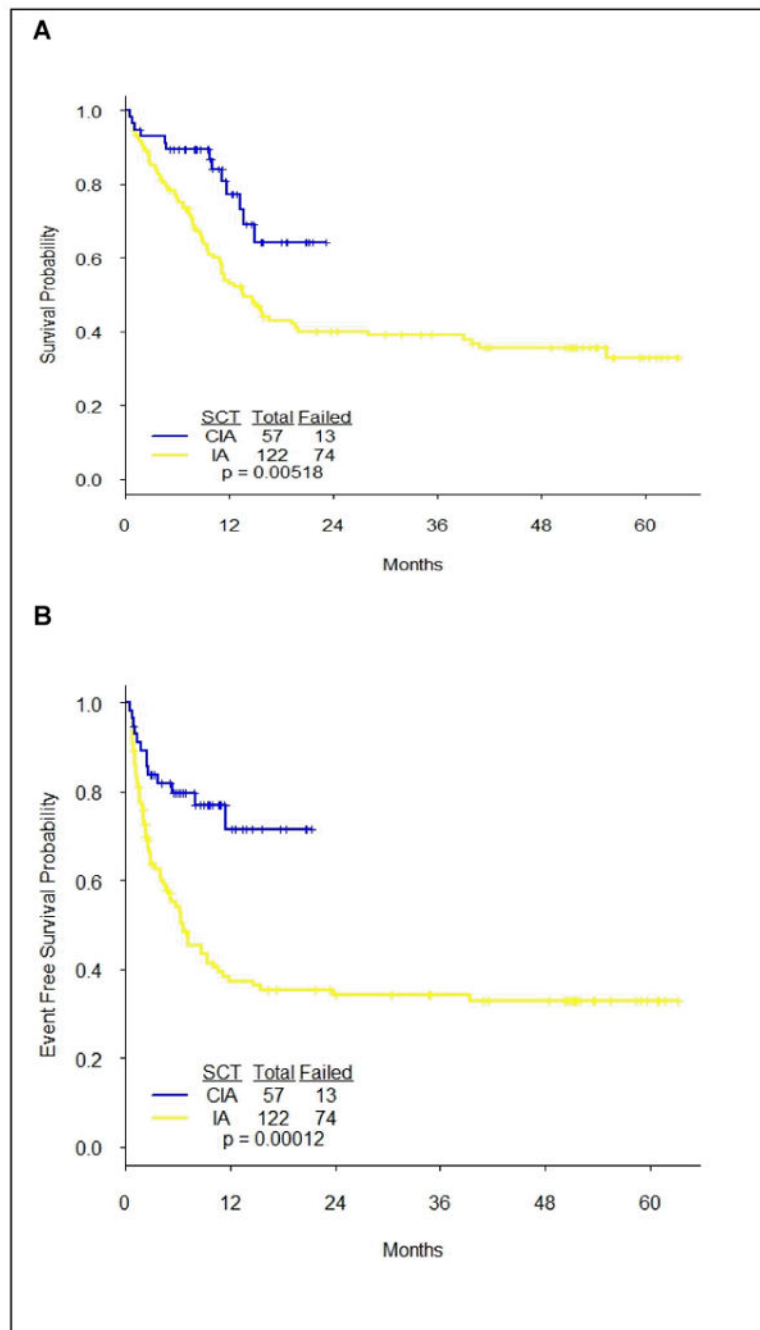 A
1.0
0.8
0.6
0.4
0.2
0.0
Survival Probability
SCT Total Failed
CIA 57 13
IA 122 74
p = 0.00518
0 12 24 36 48 60
Months
B
1.0
0.8
0.6
0.4
0.2
0.0
Event Free Survival Probability
SCT Total Failed
CIA 57 13
IA 122 74
p = 0.00012
0 12 24 36 48 60
Months